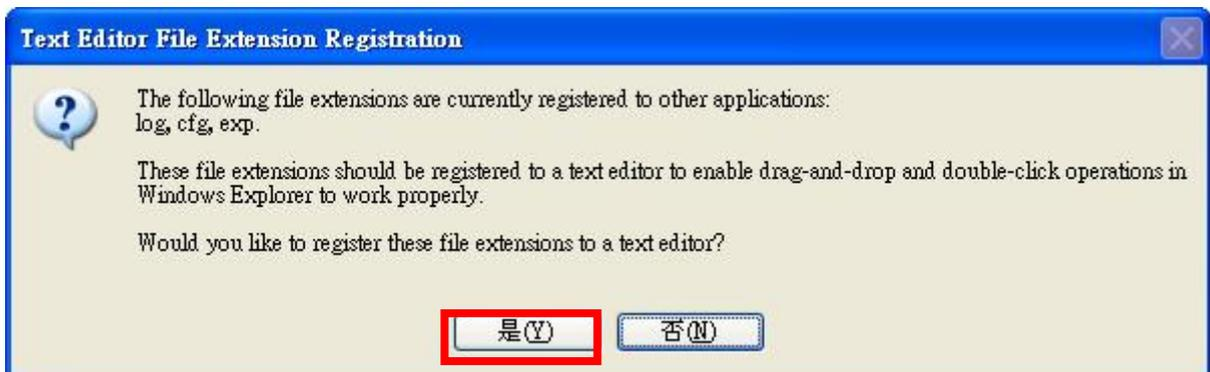 Text Editor File Extension Registration
The following file extensions are currently registered to other applications:
log, cfg, exp.
These file extensions should be registered to a text editor to enable drag-and-drop and double-click operations in
Windows Explorer to work properly.
Would you like to register these file extensions to a text editor?
是(Y) 否(N)